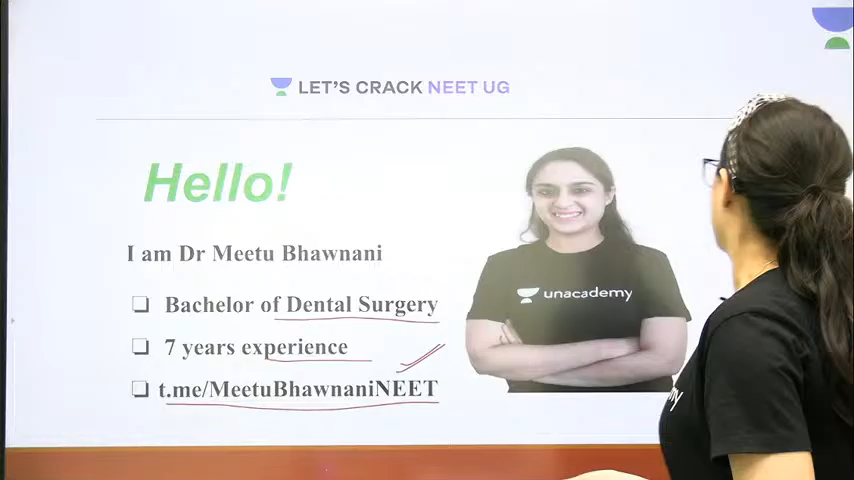 LET'S CRACK NEET UG
Hello!
I am Dr Meetu Bhawnani
Bachelor of Dental Surgery
7 years experience
t.me/MeetuBhawnaniNEET
unacademy
my